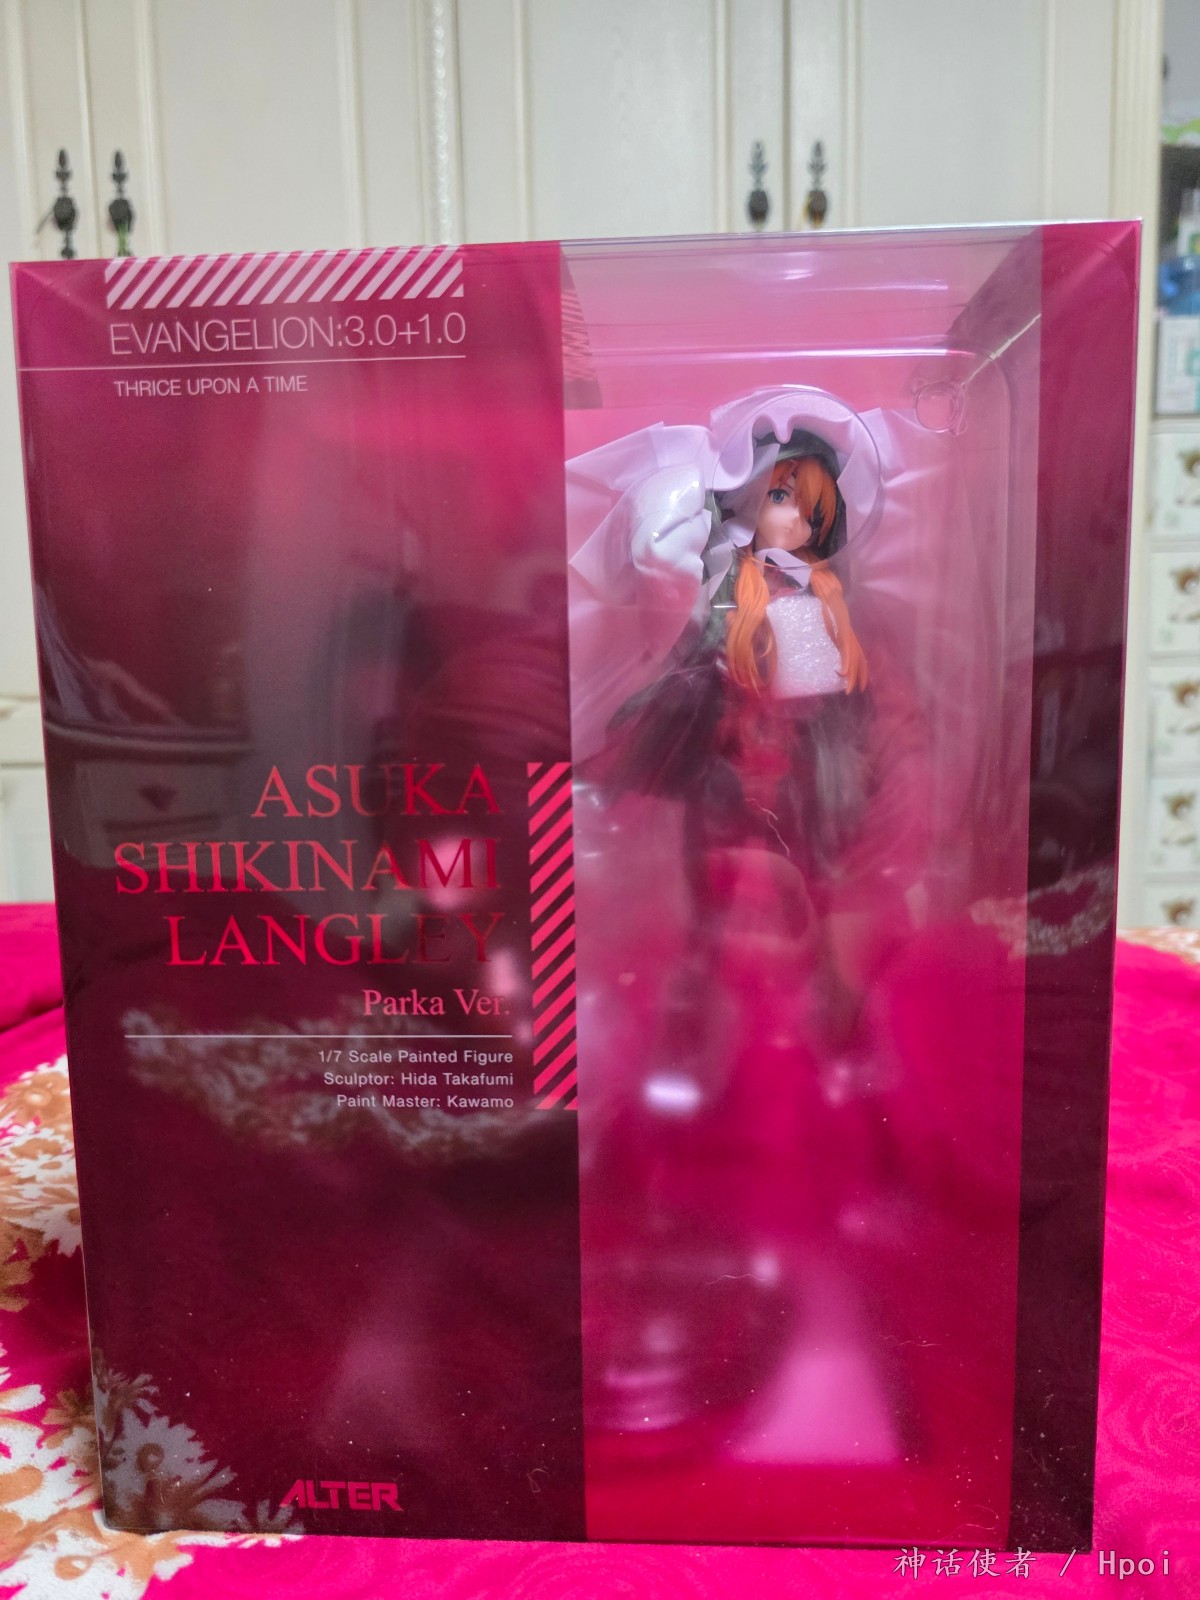 EVANGELION:3.0+1.0
THRICE UPON A TIME
ASUKA
SHIKINAMI
LANGLEY
Parka Ver.
1/7 Scale Painted Figure
Sculptor: Hida Takafumi
Paint Master: Kawamo
ALTER
神话使者 / Hpoi